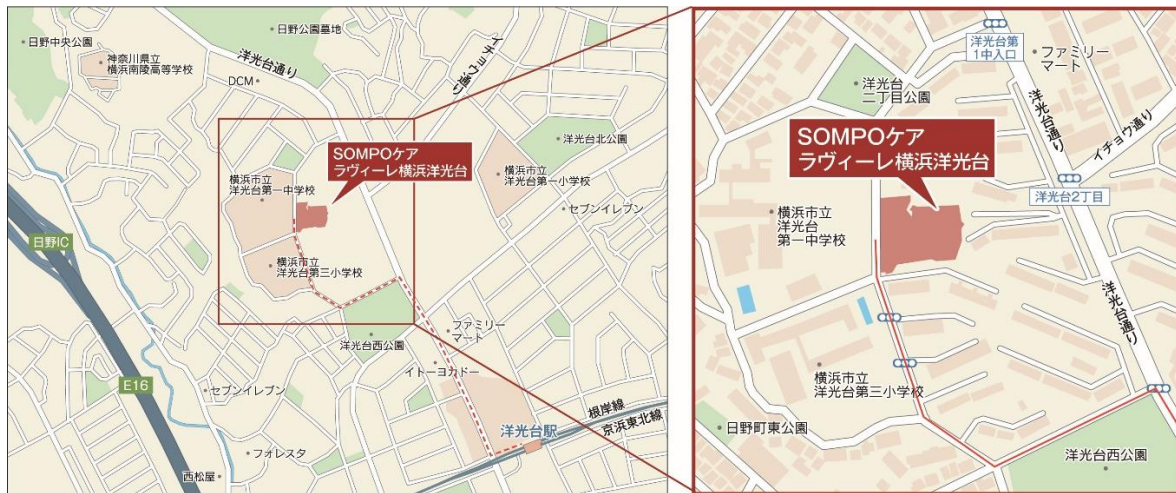 日野中央公園
神奈川県立
横浜南陵高等学校
日野公園墓地
洋光台通り
DCM
イチョウ通り
SOMPOケア
ラヴィーレ横浜洋光台
洋光台北公園
横浜市立
洋光台第一中学校
横浜市立
洋光台第一小学校
セブンイレブン
日野IC
横浜市立
洋光台第三小学校
洋光台西公園
ファミリー
マート
イトーヨカドー
E16
セブンイレブン
根岸線
京浜東北線
洋光台駅
フォレスタ
西松屋
洋光台第
1中入口
ファミリー
マート
洋光台
二丁目公園
洋光台通り
イチョウ通り
SOMPOケア
ラヴィーレ横浜洋光台
洋光台2丁目
横浜市立
洋光台
第一中学校
洋光台通り
横浜市立
洋光台第三小学校
日野町東公園
洋光台西公園